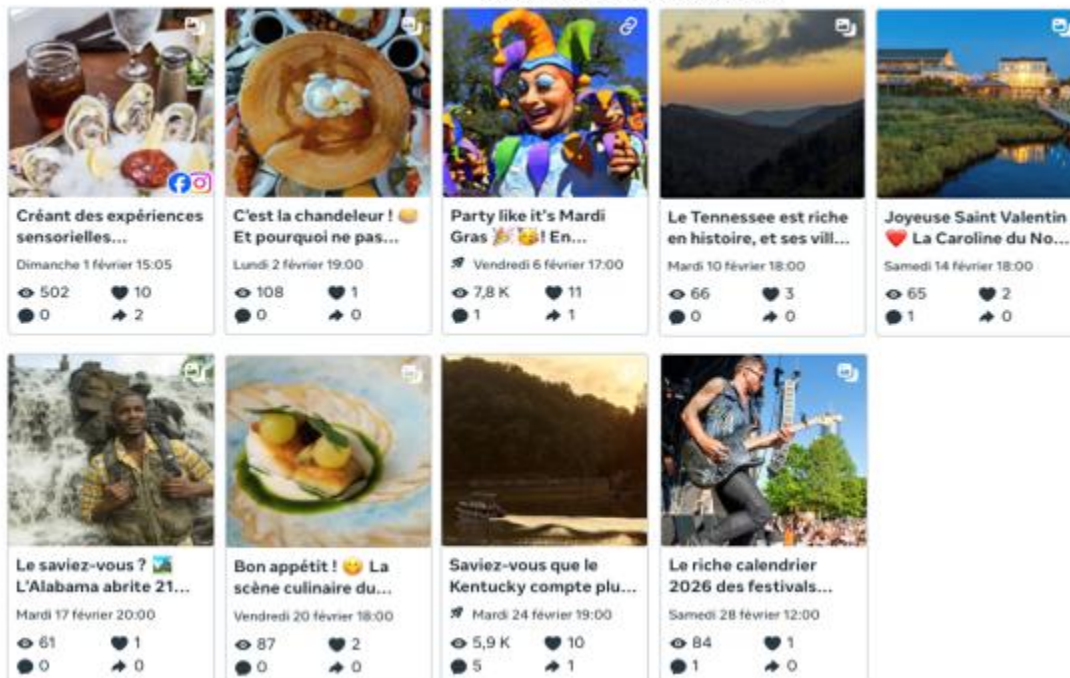 Créant des expériences
sensorielles...
Dimanche 1 février 15:05
502 10
0 2
C'est la chandeleur ! 🥞
Et pourquoi ne pas...
Lundi 2 février 19:00
108 1
0 0
Party like it's Mardi
Gras 🎉🥳! En...
Vendredi 6 février 17:00
7,8 K 11
1 1
Le Tennessee est riche
en histoire, et ses vill...
Mardi 10 février 18:00
66 3
0 0
Joyeuse Saint Valentin
❤️ La Caroline du No...
Samedi 14 février 18:00
65 2
1 0
Le saviez-vous ? 🏞️
L'Alabama abrite 21...
Mardi 17 février 20:00
61 1
0 0
Bon appétit ! 😋 La
scène culinaire du...
Vendredi 20 février 18:00
87 2
0 0
Saviez-vous que le
Kentucky compte plu...
Mardi 24 février 19:00
5,9 K 10
5 1
Le riche calendrier
2026 des festivals...
Samedi 28 février 12:00
84 1
1 0